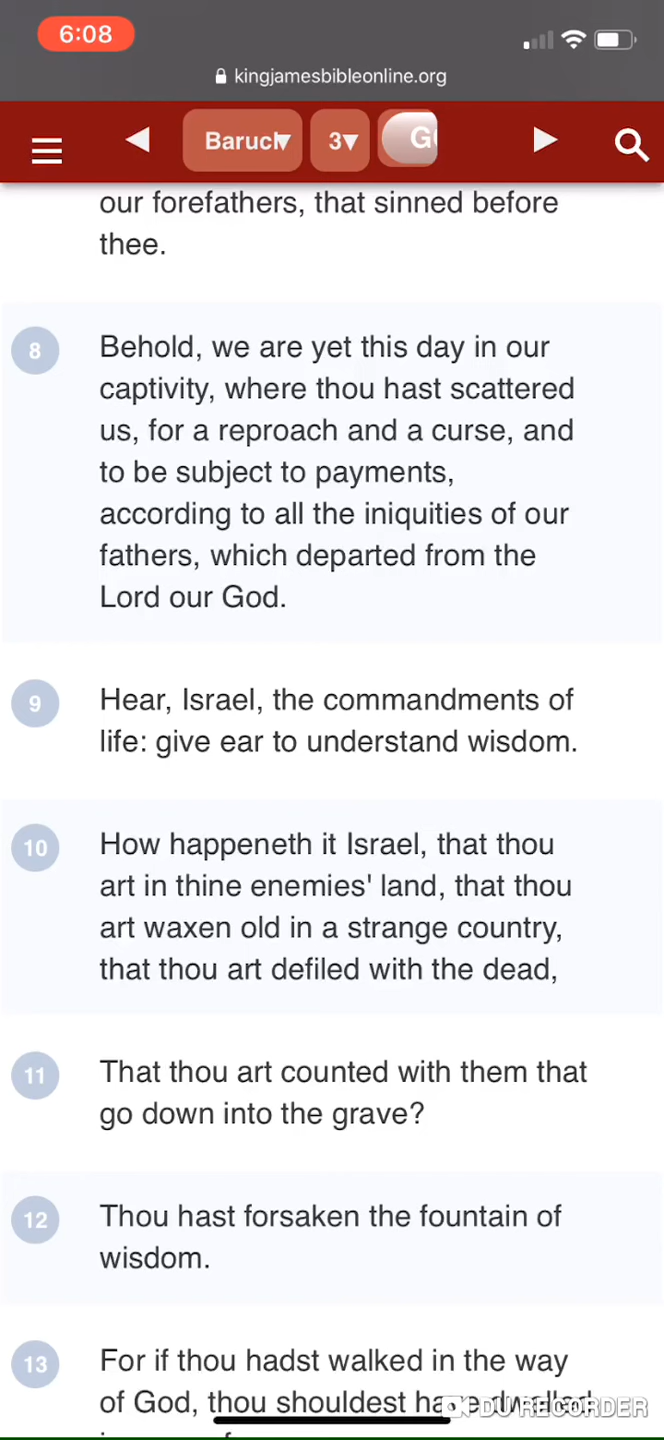 6:08
kingjamesbibleonline.org
Baruch
3
our forefathers, that sinned before
thee.
8
Behold, we are yet this day in our
captivity, where thou hast scattered
us, for a reproach and a curse, and
to be subject to payments,
according to all the iniquities of our
fathers, which departed from the
Lord our God.
9
Hear, Israel, the commandments of
life: give ear to understand wisdom.
10
How happeneth it Israel, that thou
art in thine enemies' land, that thou
art waxen old in a strange country,
that thou art defiled with the dead,
11
That thou art counted with them that
go down into the grave?
12
Thou hast forsaken the fountain of
wisdom.
13
For if thou hadst walked in the way
of God, thou shouldest have dwelled
DU RECORDER